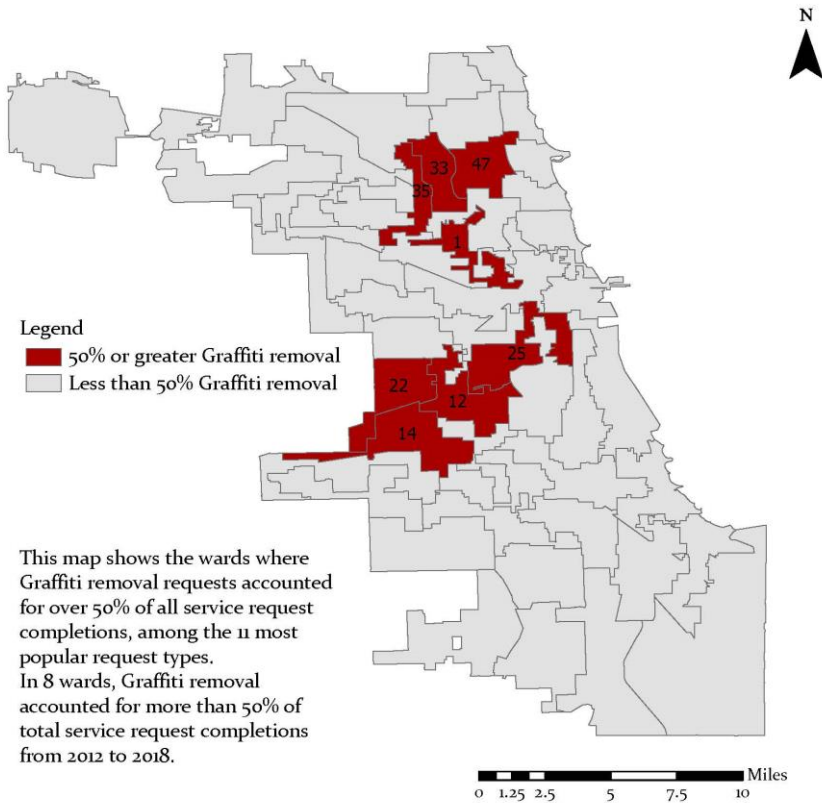 N
33
47
35
1
Legend
50% or greater Graffiti removal
Less than 50% Graffiti removal
25
22
12
14
This map shows the wards where
Graffiti removal requests accounted
for over 50% of all service request
completions, among the 11 most
popular request types.
In 8 wards, Graffiti removal
accounted for more than 50% of
total service request completions
from 2012 to 2018.
Miles
0 1.25 2.5 5 7.5 10